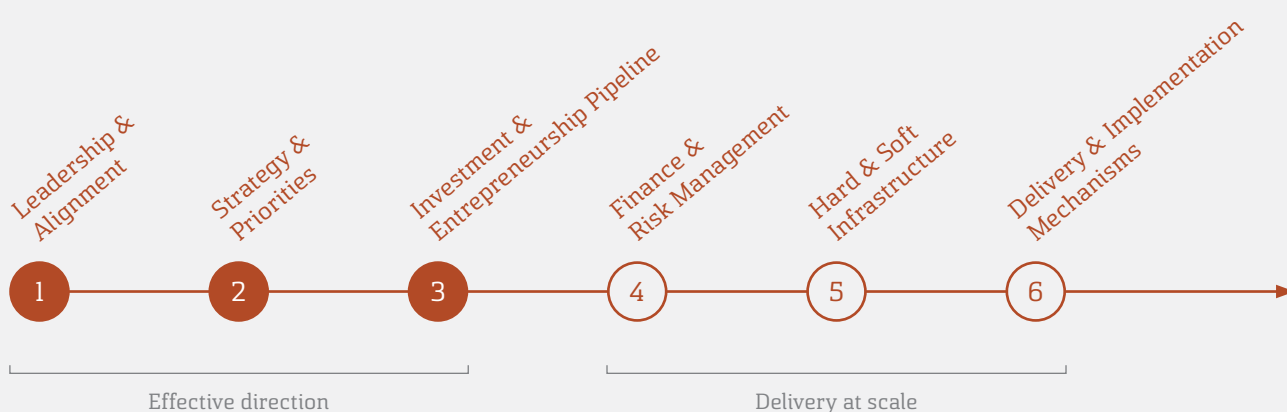 Leadership &
Alignment
Strategy &
Priorities
Investment &
Entrepreneurship Pipeline
Finance &
Risk Management
Hard & Soft
Infrastructure
Delivery & Implementation
Mechanisms
1
2
3
4
5
6
Effective direction
Delivery at scale